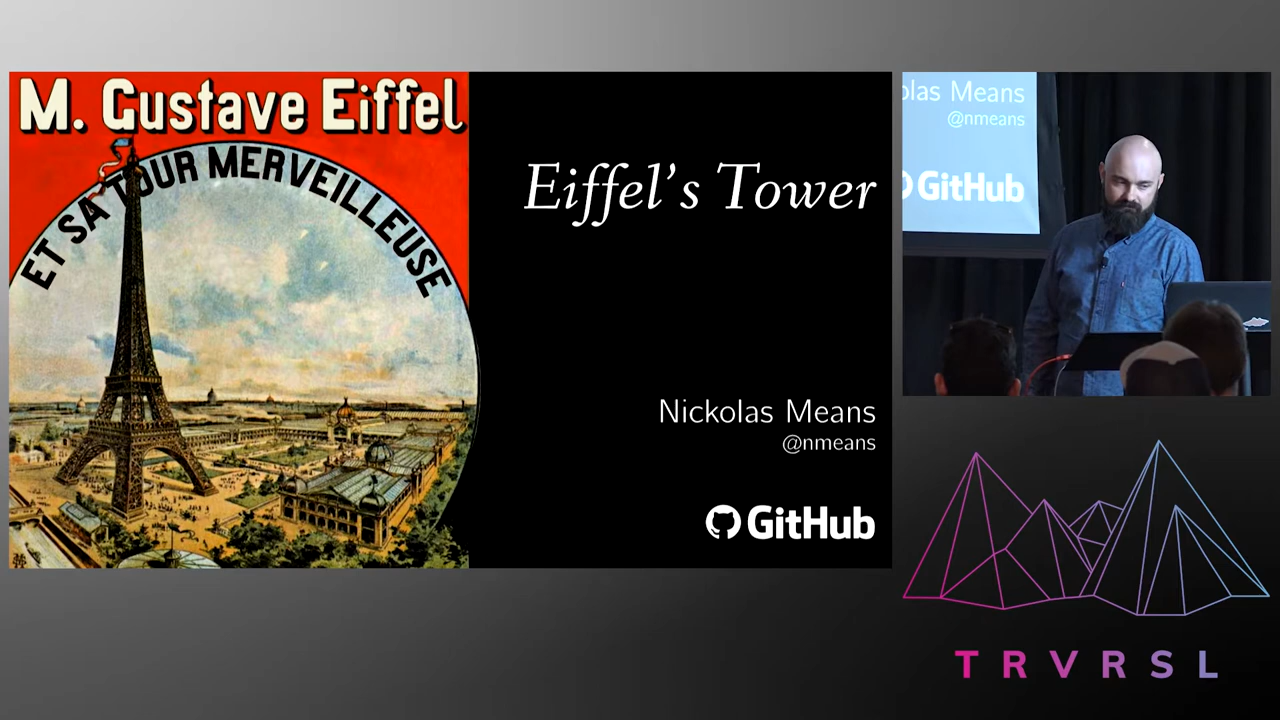 M. Gustave Eiffel
ET SA TOUR MERVEILLEUSE
Eiffel's Tower
Nickolas Means
@nmeans
GitHub
olas Means
@nmeans
GitHub
TRVRSL